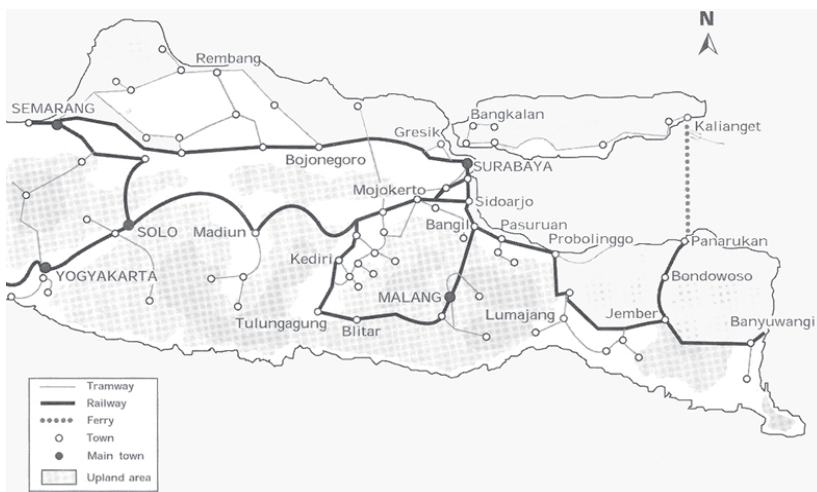 N
Rembang
SEMARANG
Bangkalan
Kalianget
Gresik
Bojonegoro
SURABAYA
Mojokerto
Sidoarjo
SOLO
Madiun
Bangil
Pasuruan
Probolinggo
Panarukan
Kediri
YOGYAKARTA
Bondowoso
MALANG
Tulungagung
Blitar
Lumajang
Jember
Banyuwangi
Tramway
Railway
Ferry
Town
Main town
Upland area